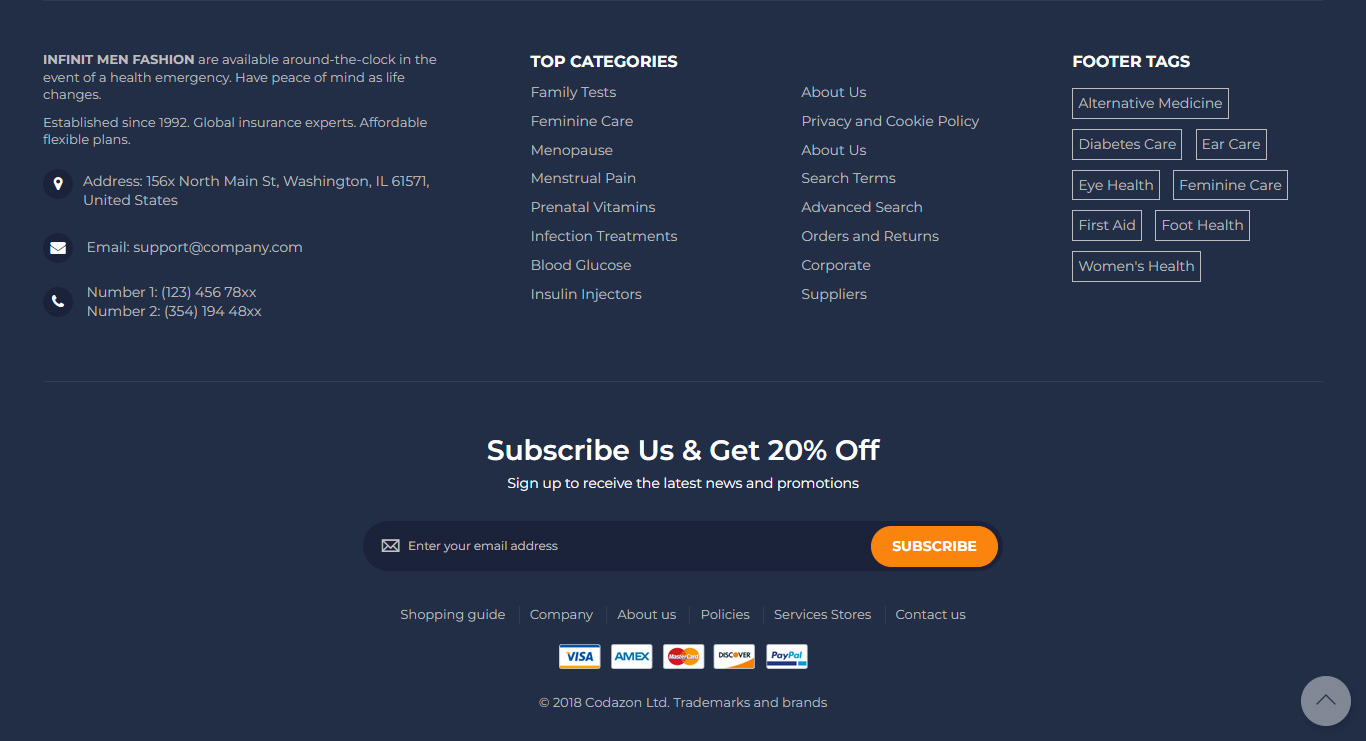 INFINIT MEN FASHION are available around-the-clock in the
event of a health emergency. Have peace of mind as life
changes.
Established since 1992. Global insurance experts. Affordable
flexible plans.
Address: 156x North Main St, Washington, IL 61571,
United States
Email: support@company.com
Number 1: (123) 456 78xx
Number 2: (354) 194 48xx
TOP CATEGORIES
Family Tests
Feminine Care
Menopause
Menstrual Pain
Prenatal Vitamins
Infection Treatments
Blood Glucose
Insulin Injectors
About Us
Privacy and Cookie Policy
About Us
Search Terms
Advanced Search
Orders and Returns
Corporate
Suppliers
FOOTER TAGS
Alternative Medicine
Diabetes Care Ear Care
Eye Health Feminine Care
First Aid Foot Health
Women's Health
Subscribe Us & Get 20% Off
Sign up to receive the latest news and promotions
Enter your email address SUBSCRIBE
Shopping guide Company About us Policies Services Stores Contact us
VISA AMEX MasterCard DISCOVER PayPal
© 2018 Codazon Ltd. Trademarks and brands